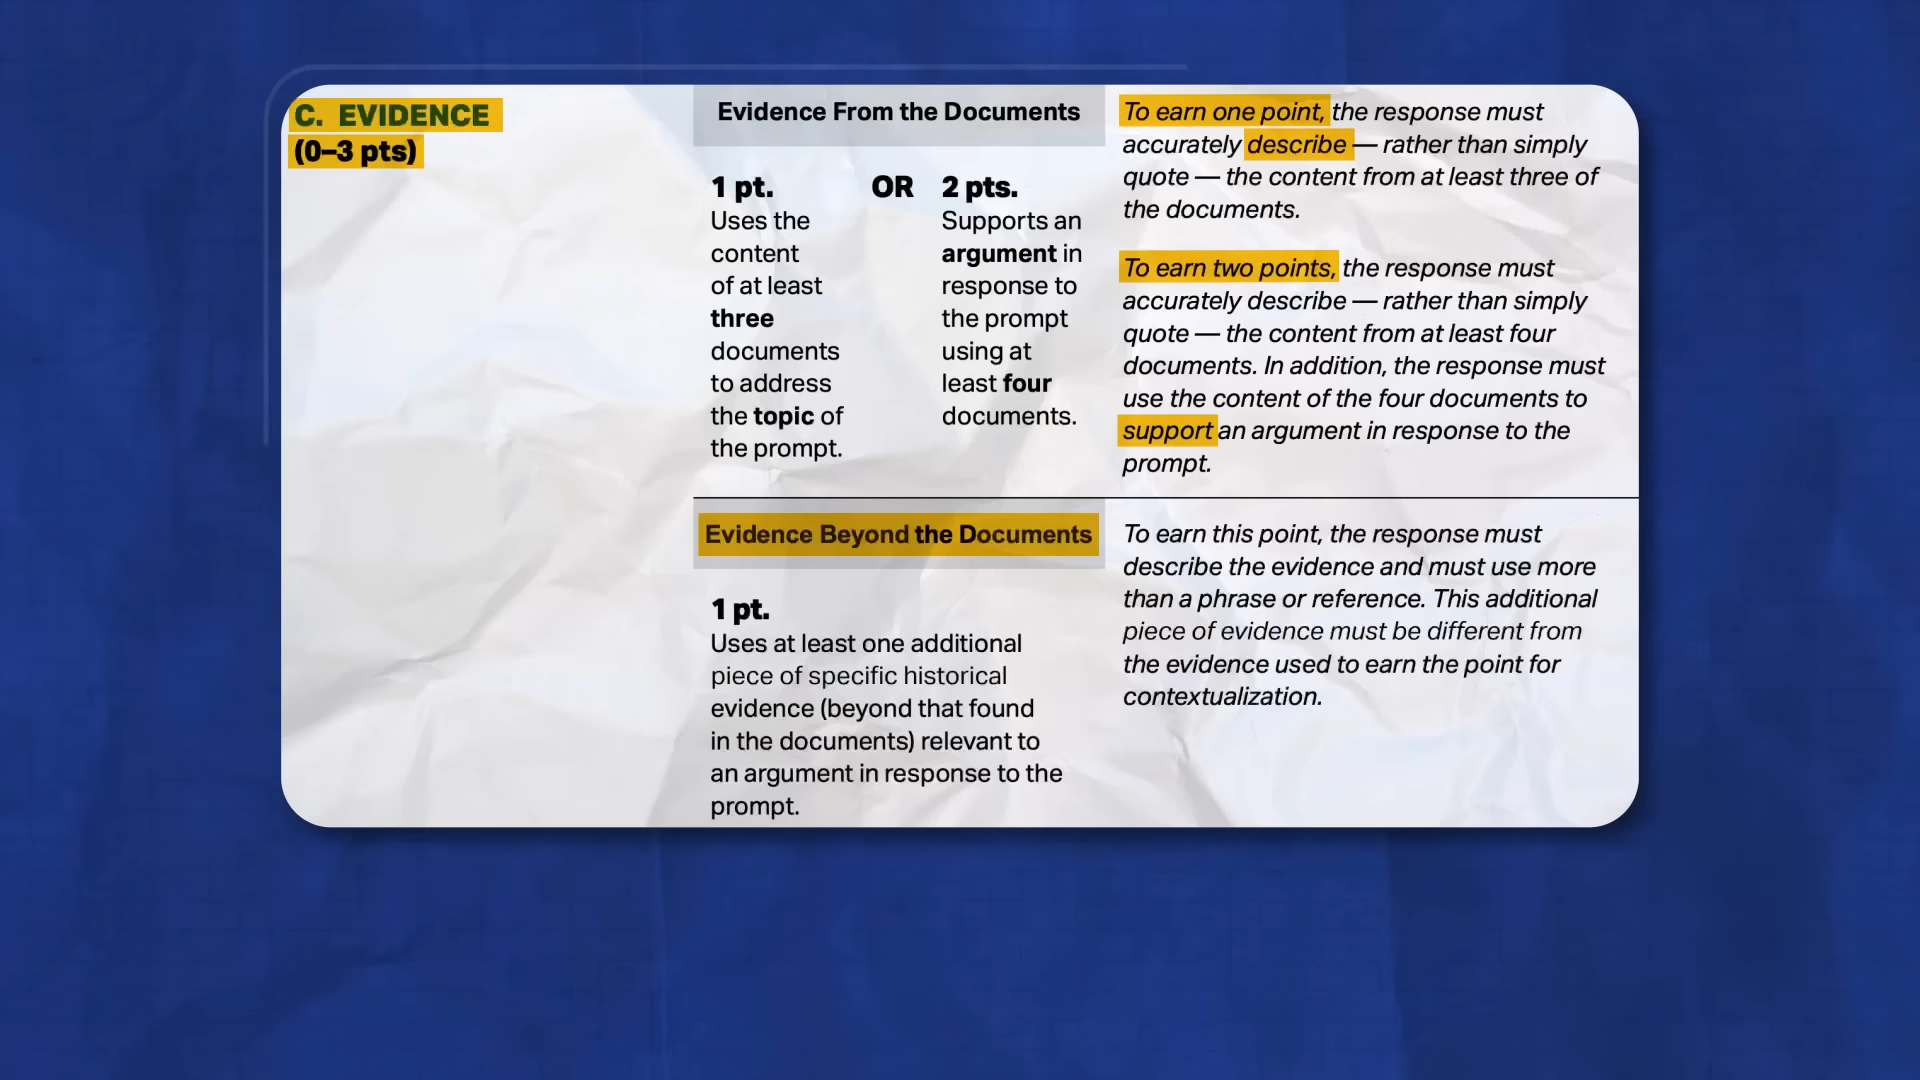 C. EVIDENCE
(0–3 pts)
Evidence From the Documents
1 pt.
Uses the
content
of at least
three
documents
to address
the topic of
the prompt.
OR
2 pts.
Supports an
argument in
response to
the prompt
using at
least four
documents.
To earn one point, the response must
accurately describe — rather than simply
quote — the content from at least three of
the documents.
To earn two points, the response must
accurately describe — rather than simply
quote — the content from at least four
documents. In addition, the response must
use the content of the four documents to
support an argument in response to the
prompt.
Evidence Beyond the Documents
1 pt.
Uses at least one additional
piece of specific historical
evidence (beyond that found
in the documents) relevant to
an argument in response to the
prompt.
To earn this point, the response must
describe the evidence and must use more
than a phrase or reference. This additional
piece of evidence must be different from
the evidence used to earn the point for
contextualization.